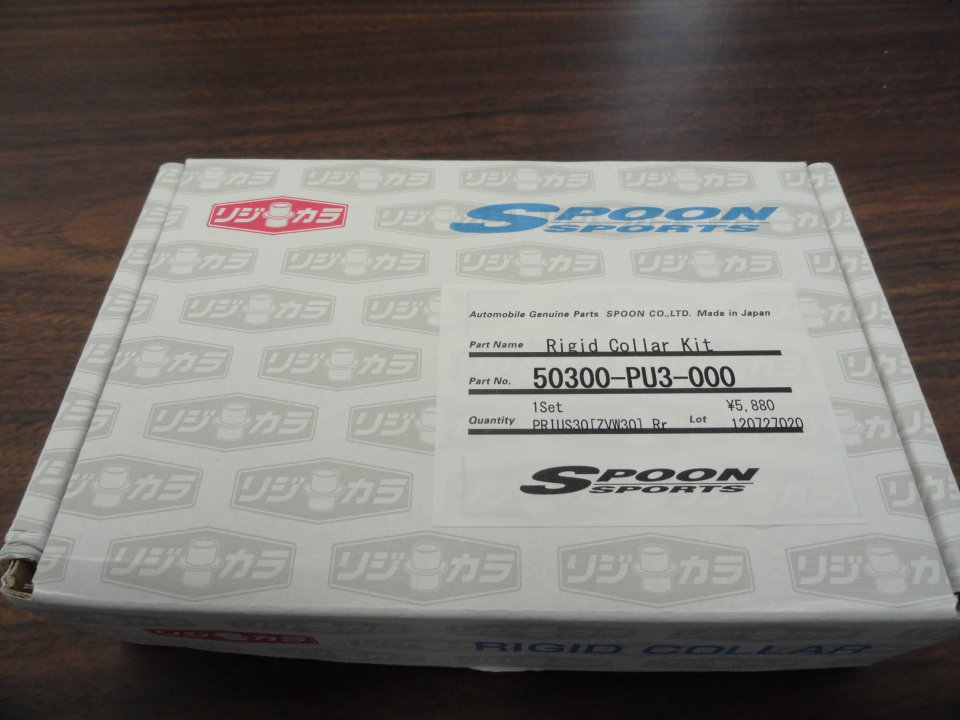 リジカラ
SPOON
SPORTS
Automobile Genuine Parts SPOON CO.,LTD. Made in Japan
Part Name Rigid Collar Kit
Part No. 50300-PU3-000
1Set ¥5,880
Quantity PRIUS30[ZVW30] Rr Lot 120727020
SPOON
SPORTS
リジカラ
RIGID COLLAR